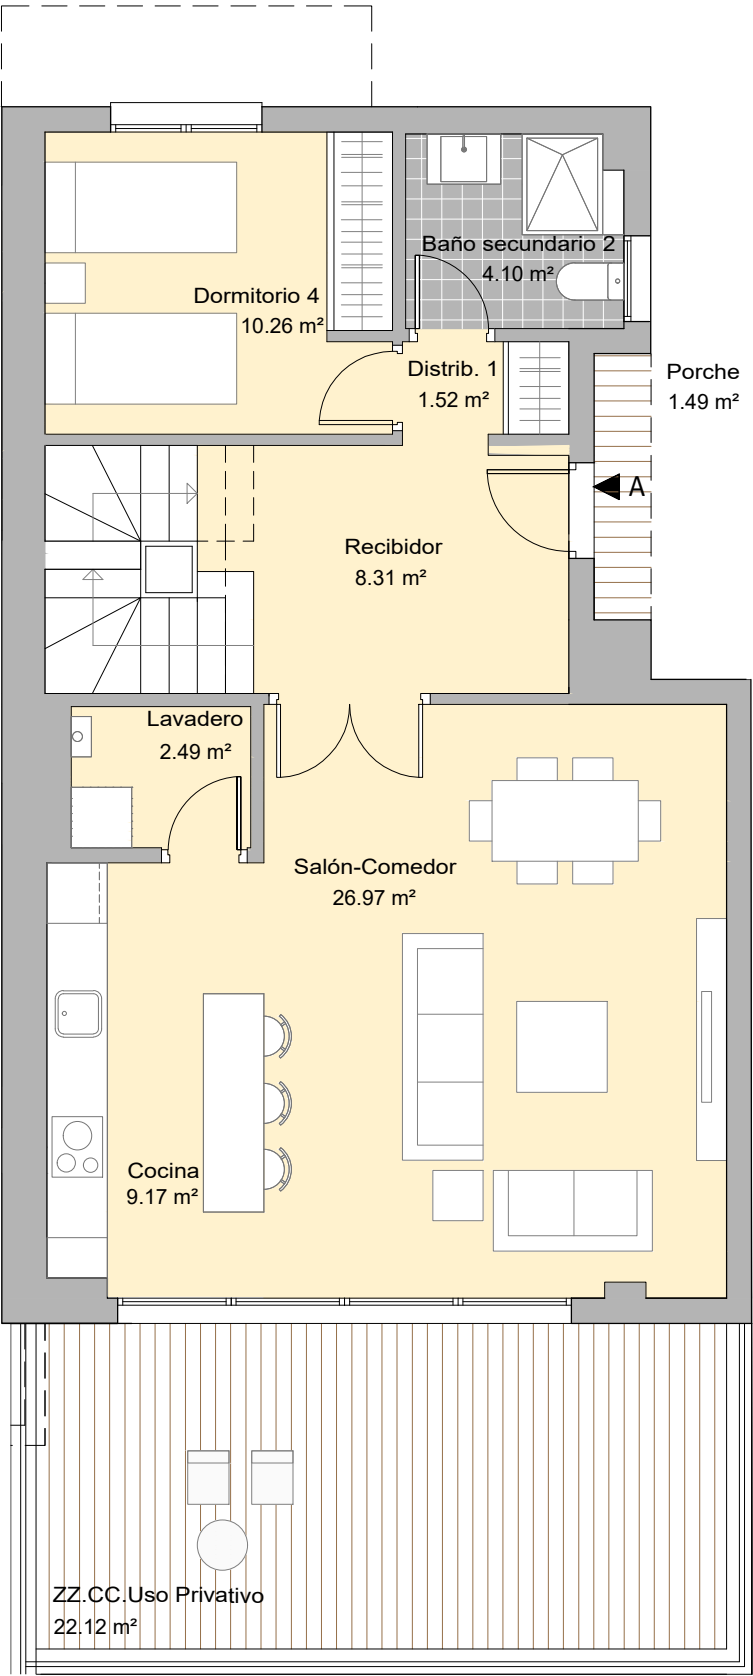 Baño secundario 2
4.10 m²
Dormitorio 4
10.26 m²
Distrib. 1
1.52 m²
Porche
1.49 m²
A
Recibidor
8.31 m²
Lavadero
2.49 m²
Salón-Comedor
26.97 m²
Cocina
9.17 m²
ZZ.CC.Uso Privativo
22.12 m²